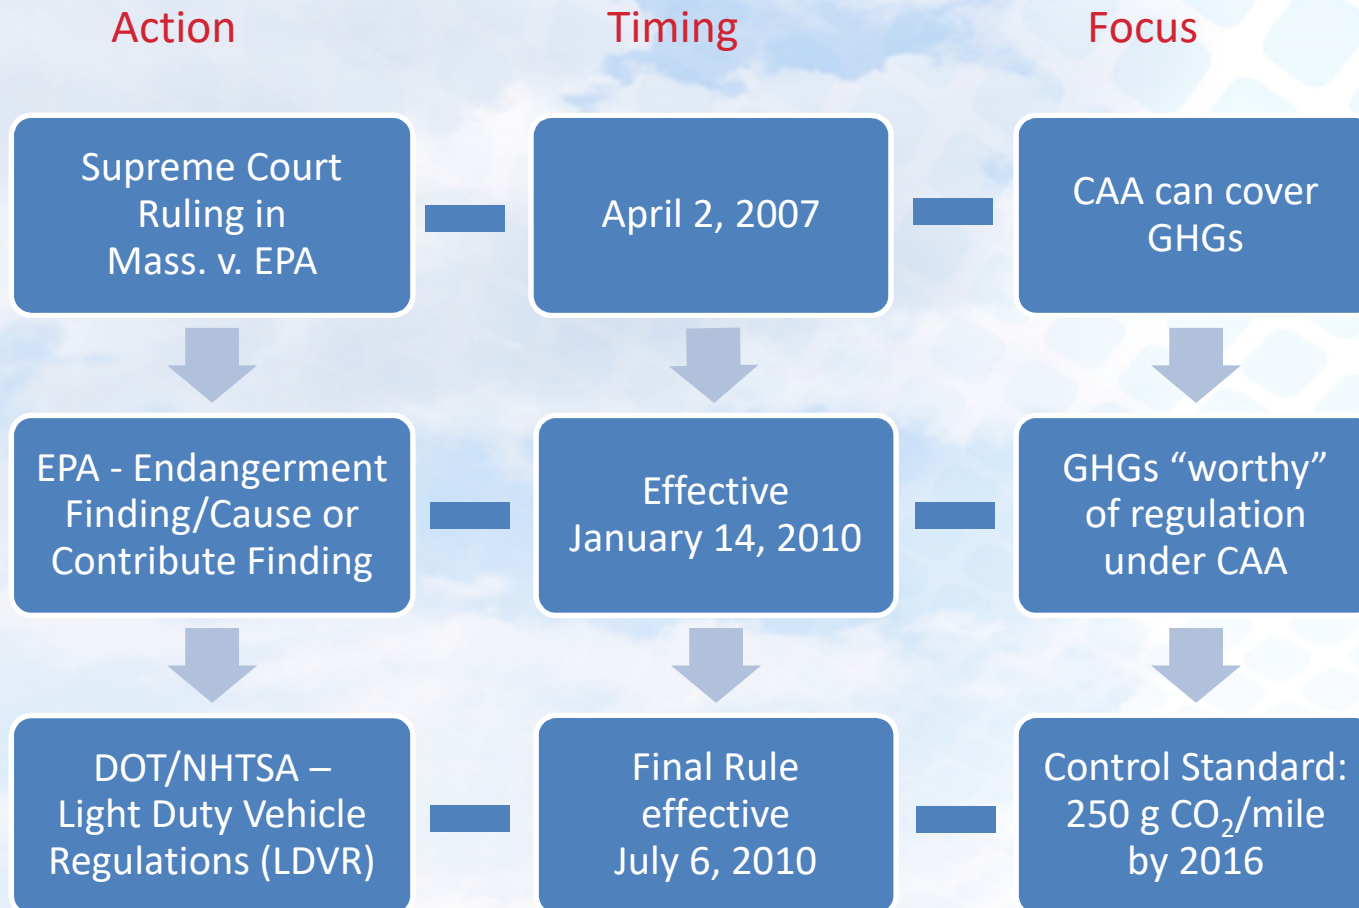 Action
Timing
Focus
Supreme Court
Ruling in
Mass. v. EPA
April 2, 2007
CAA can cover
GHGs
EPA - Endangerment
Finding/Cause or
Contribute Finding
Effective
January 14, 2010
GHGs “worthy”
of regulation
under CAA
DOT/NHTSA –
Light Duty Vehicle
Regulations (LDVR)
Final Rule
effective
July 6, 2010
Control Standard:
250 g CO₂/mile
by 2016